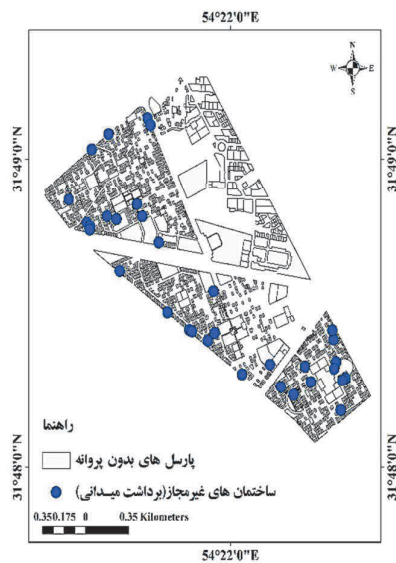 54°22'0"E
N
W E
S
31°49'0"N
31°49'0"N
راهنما
پارسل های بدون پروانه
ساختمان های غیرمجاز(برداشت میـدانی)
31°48'0"N
31°48'0"N
0.350.175 0 0.35 Kilometers
54°22'0"E